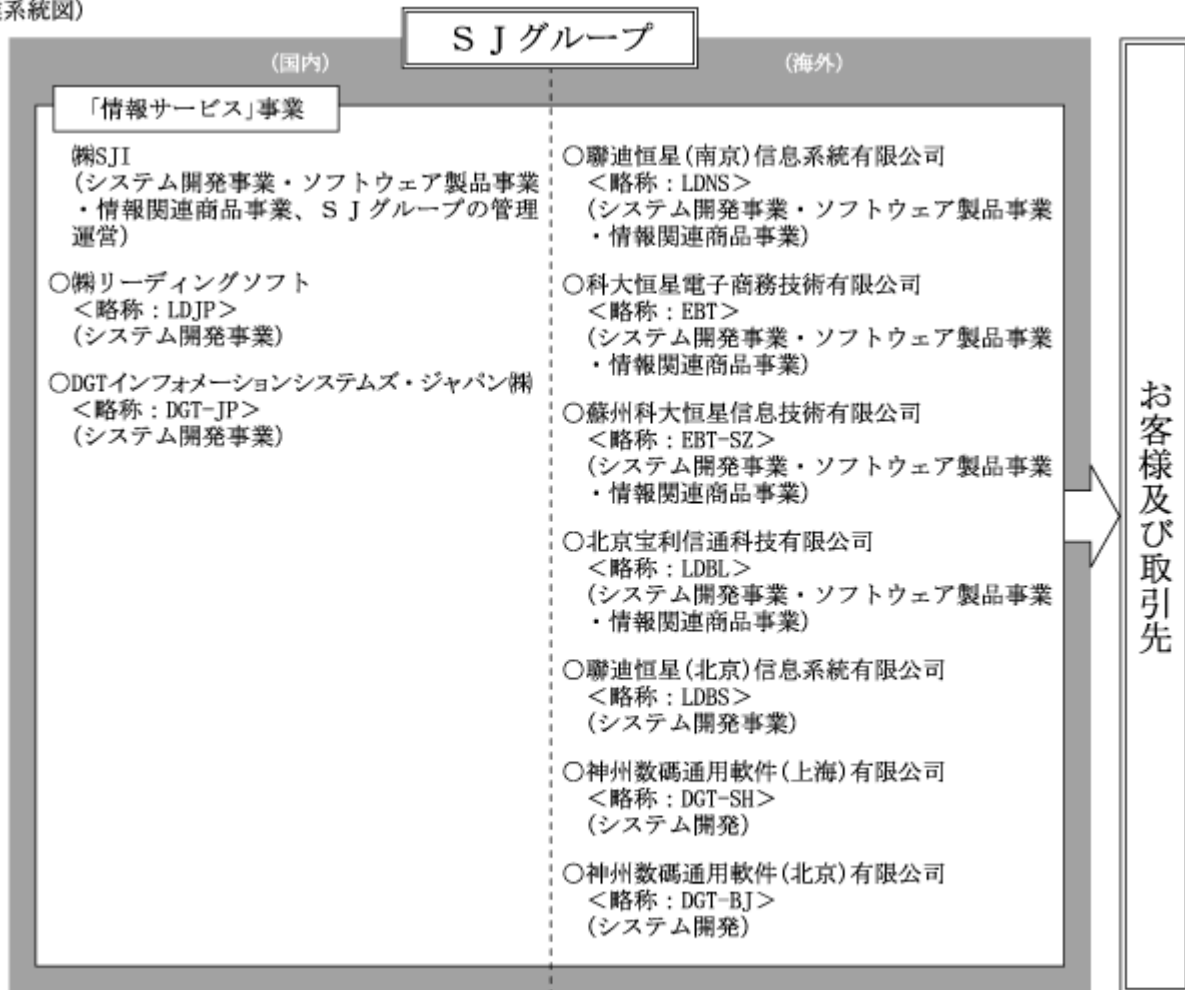 業系統図)
ＳＪグループ
(国内)
(海外)
「情報サービス」事業
㈱SJI
(システム開発事業・ソフトウェア製品事業
・情報関連商品事業、ＳＪグループの管理
運営)
○㈱リーディングソフト
＜略称：LDJP＞
(システム開発事業)
○DGTインフォメーションシステムズ・ジャパン㈱
＜略称：DGT-JP＞
(システム開発事業)
○聯迪恒星(南京)信息系統有限公司
＜略称：LDNS＞
(システム開発事業・ソフトウェア製品事業
・情報関連商品事業)
○科大恒星電子商務技術有限公司
＜略称：EBT＞
(システム開発事業・ソフトウェア製品事業
・情報関連商品事業)
○蘇州科大恒星信息技術有限公司
＜略称：EBT-SZ＞
(システム開発事業・ソフトウェア製品事業
・情報関連商品事業)
○北京宝利信通科技有限公司
＜略称：LDBL＞
(システム開発事業・ソフトウェア製品事業
・情報関連商品事業)
○聯迪恒星(北京)信息系統有限公司
＜略称：LDBS＞
(システム開発事業)
○神州数碼通用軟件(上海)有限公司
＜略称：DGT-SH＞
(システム開発)
○神州数碼通用軟件(北京)有限公司
＜略称：DGT-BJ＞
(システム開発)
お客様及び取引先